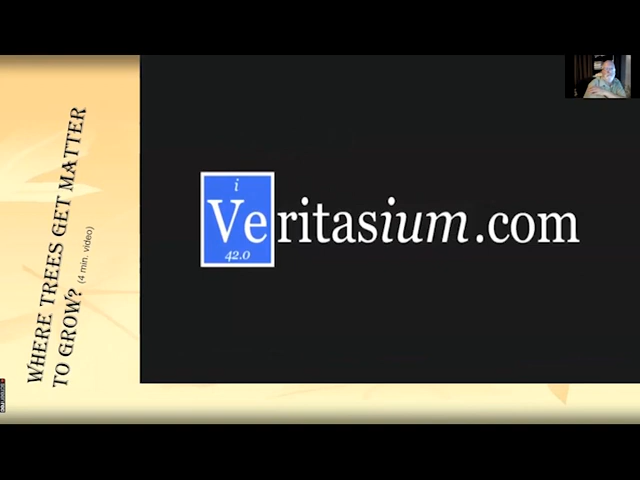 WHERE TREES GET MATTER
TO GROW? (4 min. video)
i
Veritasium.com
42.0